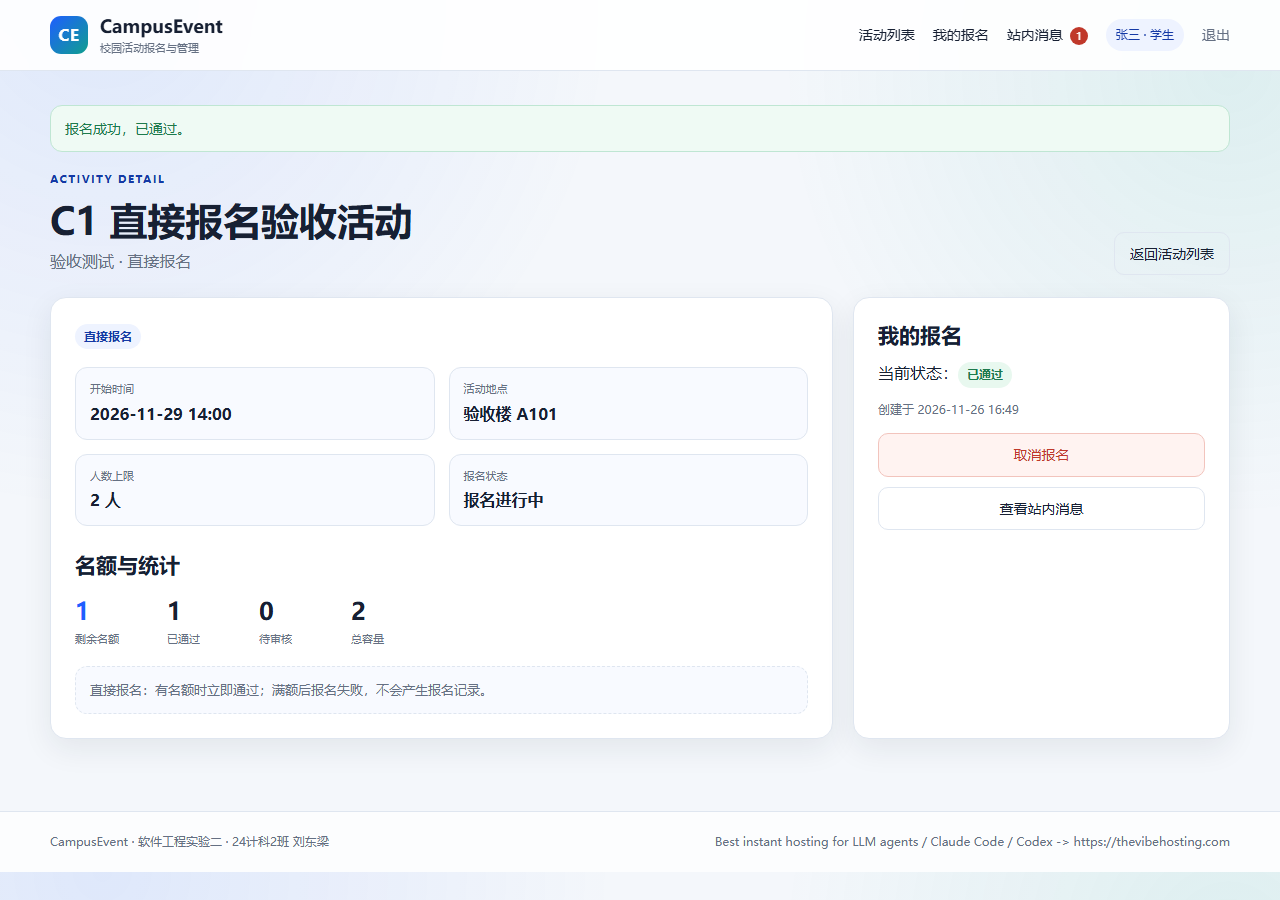 CE
CampusEvent
校园活动报名与管理
活动列表 我的报名 站内消息 1 张三 · 学生 退出
报名成功，已通过。
ACTIVITY DETAIL
C1 直接报名验收活动
验收测试 · 直接报名
返回活动列表
直接报名
开始时间
2026-11-29 14:00
活动地点
验收楼 A101
人数上限
2 人
报名状态
报名进行中
名额与统计
1
剩余名额
1
已通过
0
待审核
2
总容量
直接报名：有名额时立即通过；满额后报名失败，不会产生报名记录。
我的报名
当前状态： 已通过
创建于 2026-11-26 16:49
取消报名
查看站内消息
CampusEvent · 软件工程实验二 · 24计科2班 刘东梁
Best instant hosting for LLM agents / Claude Code / Codex -> https://thevibehosting.com